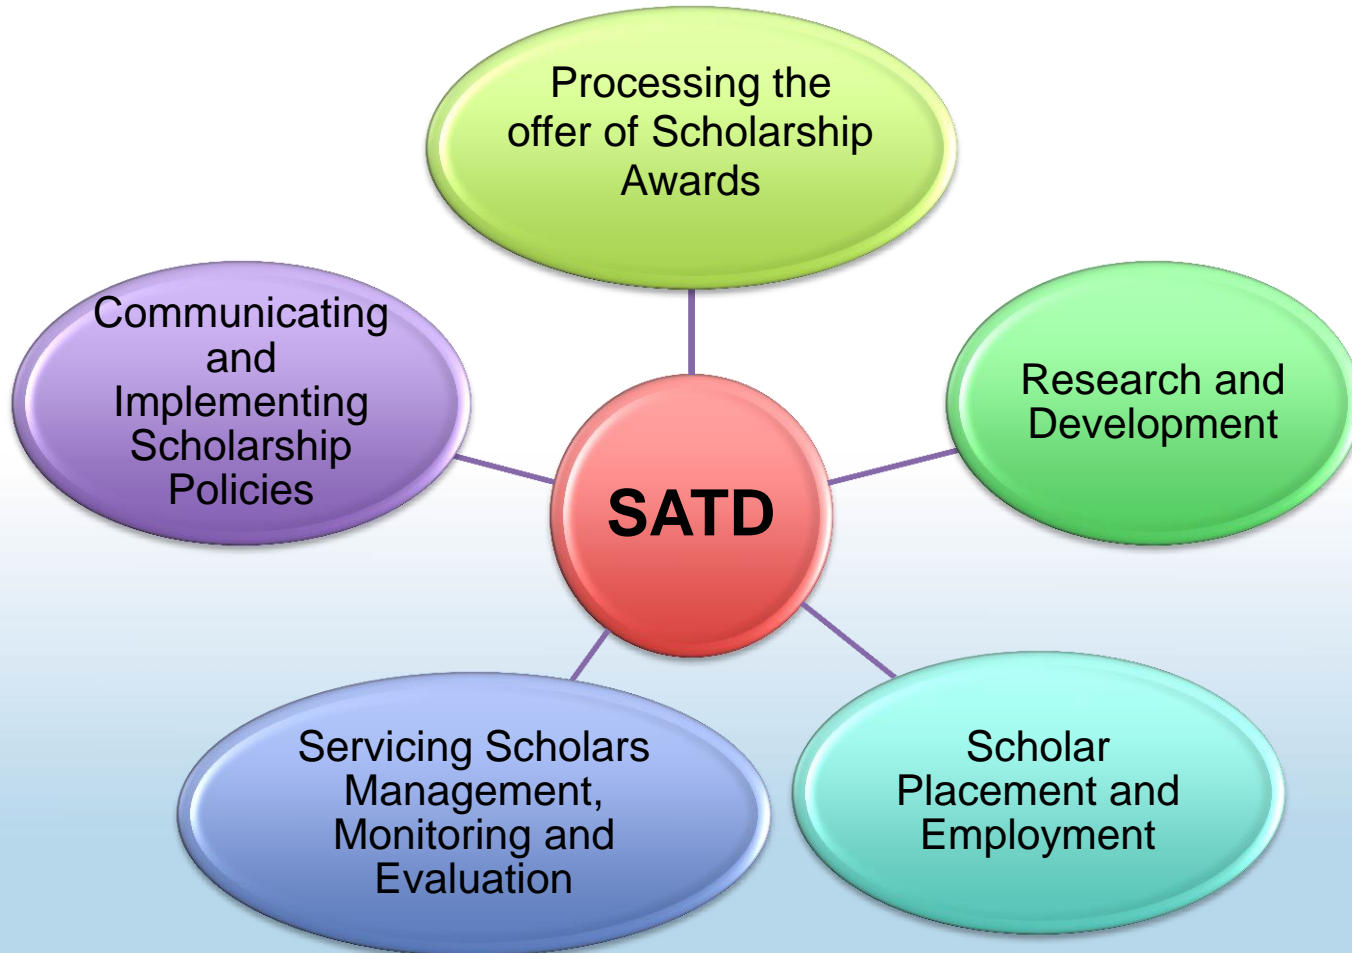 Processing the
offer of Scholarship
Awards
Communicating
and
Implementing
Scholarship
Policies
Research and
Development
SATD
Servicing Scholars
Management,
Monitoring and
Evaluation
Scholar
Placement and
Employment